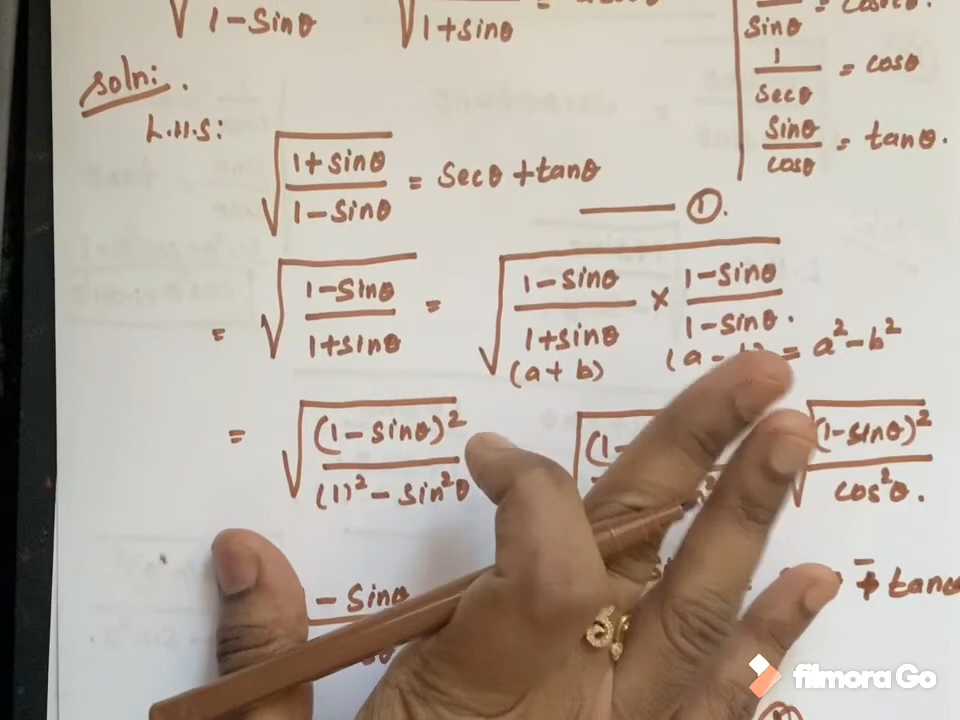 √ 1-Sinθ √ 1+sinθ
Soln:
L.H.S:
√(1+sinθ / 1-Sinθ) = Secθ + tanθ —— ①.
= √(1-Sinθ / 1+Sinθ) = √(1-Sinθ / 1+Sinθ × 1-Sinθ / 1-Sinθ.)
(a+b) (a = a²-b²
= √((1-Sinθ)² / (1)²-Sin²θ) √((1- √((1-Sinθ)² / Cos²θ.)
- Sinθ
tanθ
Sinθ = Cosecθ.
1 / Secθ = Cosθ
Sinθ / Cosθ = tanθ.
filmora Go